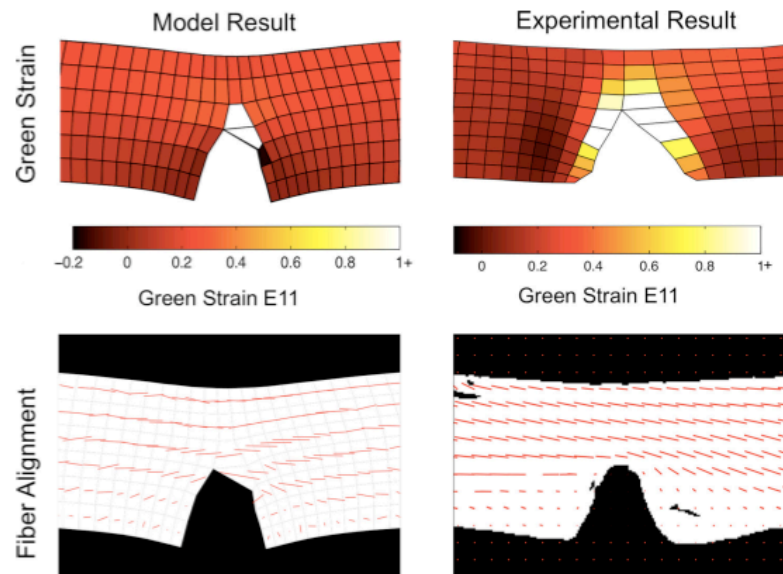 Model Result
Experimental Result
Green Strain
−0.2 0 0.2 0.4 0.6 0.8 1+
0 0.2 0.4 0.6 0.8 1+
Green Strain E11
Green Strain E11
Fiber Alignment